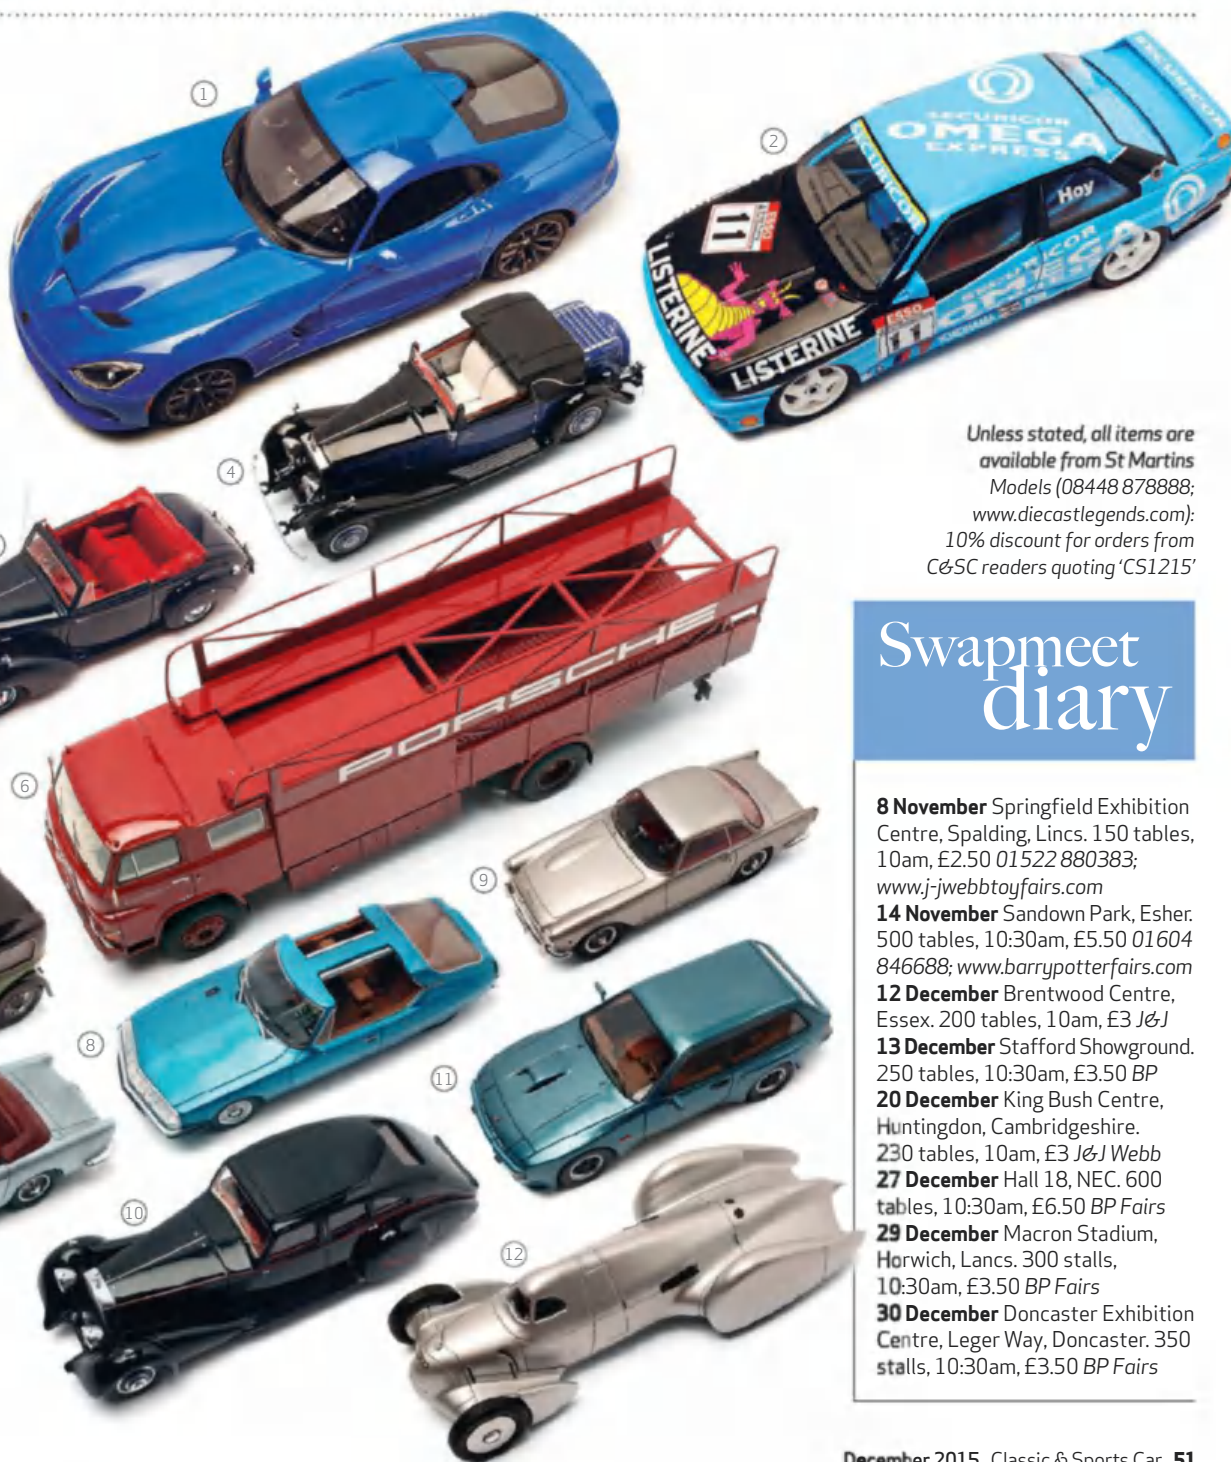 1
2
SECURICOR
SECURICOR
OMEGA
EXPRESS
SECURICOR
Hoy
11
LISTERINE
LISTERINE
SECURICOR
OMEGA
ESSO
11
YOKOHAMA
4
Unless stated, all items are
available from St Martins
Models (08448 878888;
www.diecastlegends.com):
10% discount for orders from
C&SC readers quoting ‘CS1215’
PORSCHE
6
9
8
11
10
12
Swapmeet
diary
8 November Springfield Exhibition
Centre, Spalding, Lincs. 150 tables,
10am, £2.50 01522 880383;
www.j-jwebbtoyfairs.com
14 November Sandown Park, Esher.
500 tables, 10:30am, £5.50 01604
846688; www.barrypotterfairs.com
12 December Brentwood Centre,
Essex. 200 tables, 10am, £3 J&J
13 December Stafford Showground.
250 tables, 10:30am, £3.50 BP
20 December King Bush Centre,
Huntingdon, Cambridgeshire.
230 tables, 10am, £3 J&J Webb
27 December Hall 18, NEC. 600
tables, 10:30am, £6.50 BP Fairs
29 December Macron Stadium,
Horwich, Lancs. 300 stalls,
10:30am, £3.50 BP Fairs
30 December Doncaster Exhibition
Centre, Leger Way, Doncaster. 350
stalls, 10:30am, £3.50 BP Fairs
December 2015 Classic & Sports Car 51